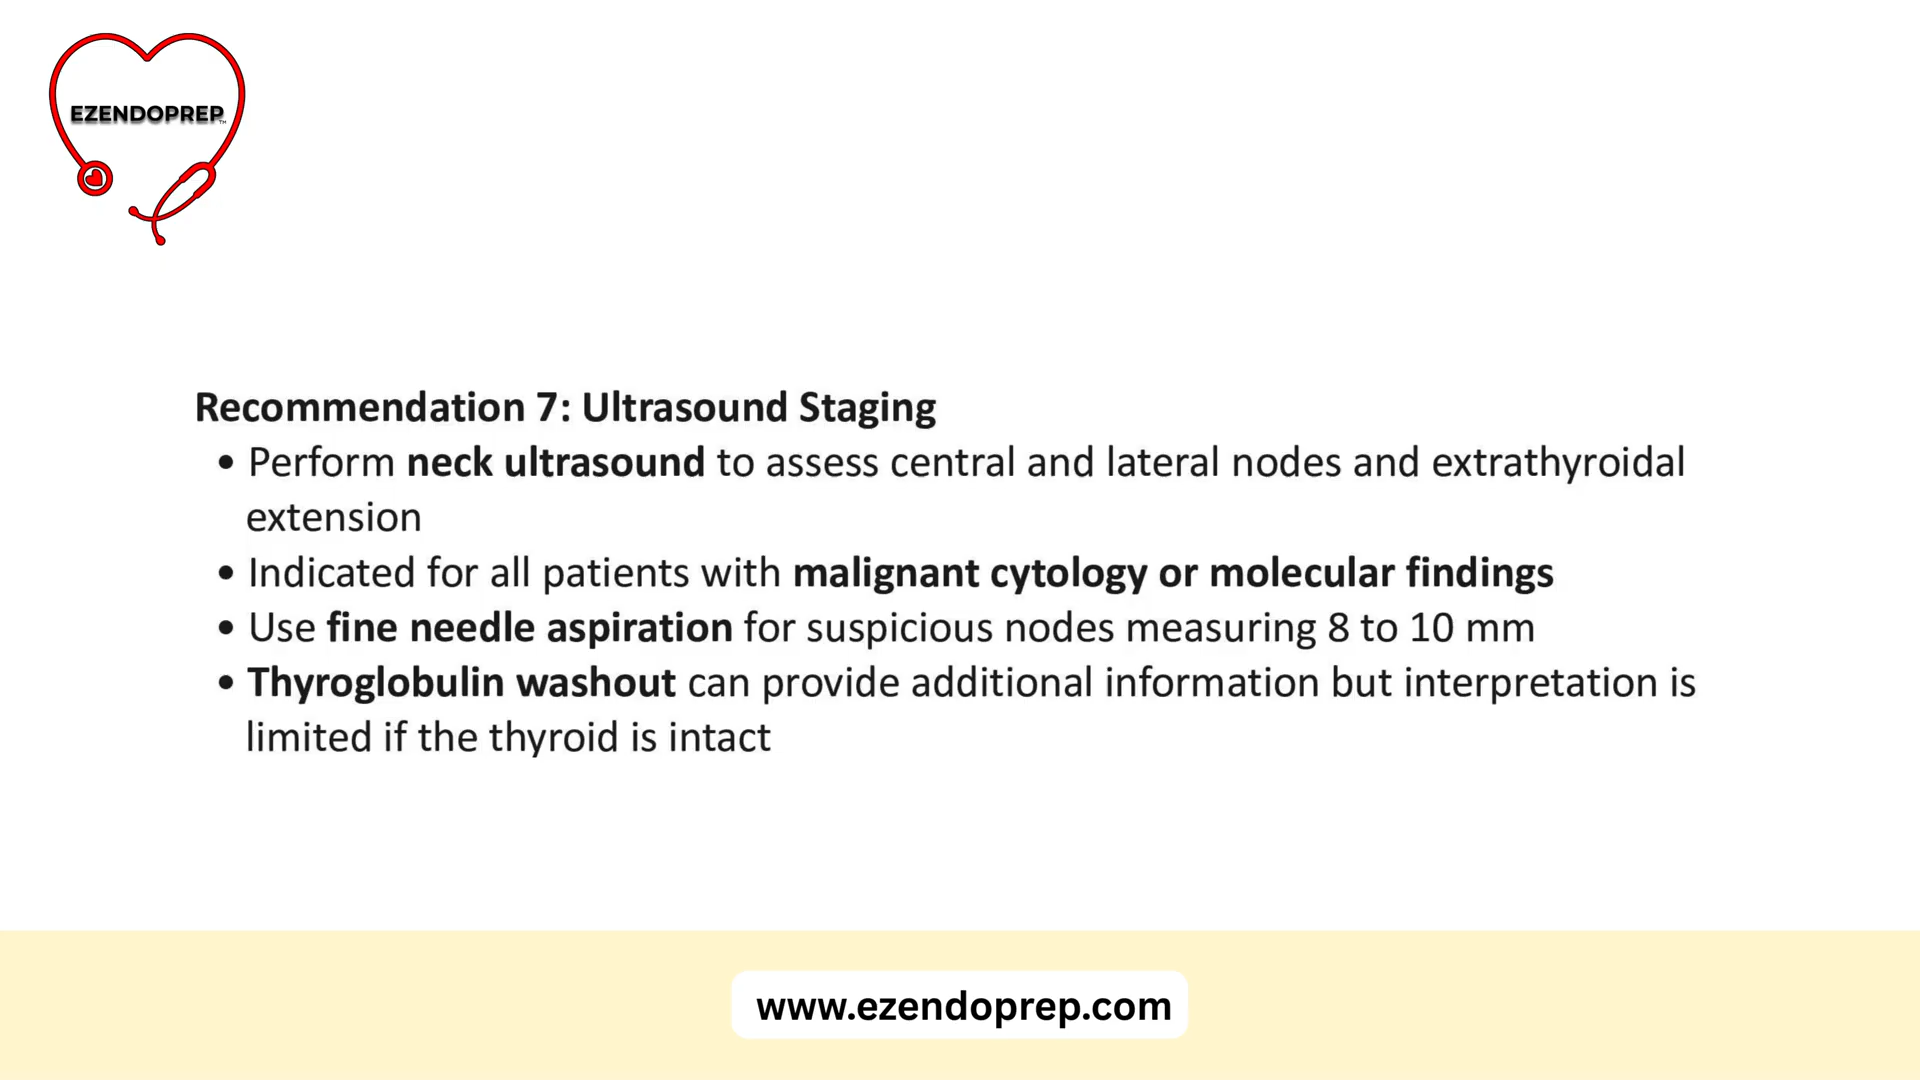 EZENDOPREP™
Recommendation 7: Ultrasound Staging
• Perform neck ultrasound to assess central and lateral nodes and extrathyroidal
extension
• Indicated for all patients with malignant cytology or molecular findings
• Use fine needle aspiration for suspicious nodes measuring 8 to 10 mm
• Thyroglobulin washout can provide additional information but interpretation is
limited if the thyroid is intact
www.ezendoprep.com